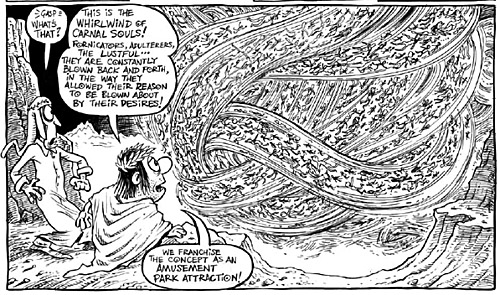 :GASP:
WHAT'S
THAT?
THIS IS THE
WHIRLWIND OF
CARNAL SOULS!
FORNICATORS, ADULTERERS,
THE LUSTFUL...
THEY ARE CONSTANTLY
BLOWN BACK AND FORTH,
IN THE WAY THEY
ALLOWED THEIR REASON
TO BE BLOWN ABOUT
BY THEIR DESIRES!
WE FRANCHISE
THE CONCEPT AS AN
AMUSEMENT
PARK ATTRACTION!